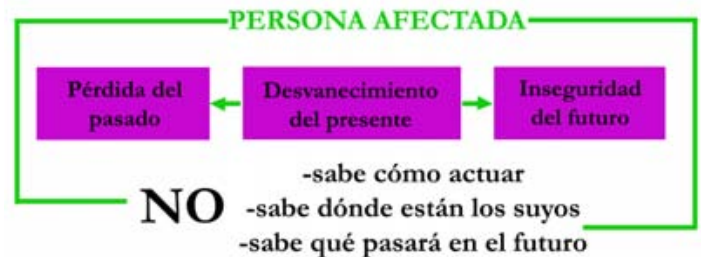 PERSONA AFECTADA
Pérdida del
pasado
Desvanecimiento
del presente
Inseguridad
del futuro
NO
-sabe cómo actuar
-sabe dónde están los suyos
-sabe qué pasará en el futuro